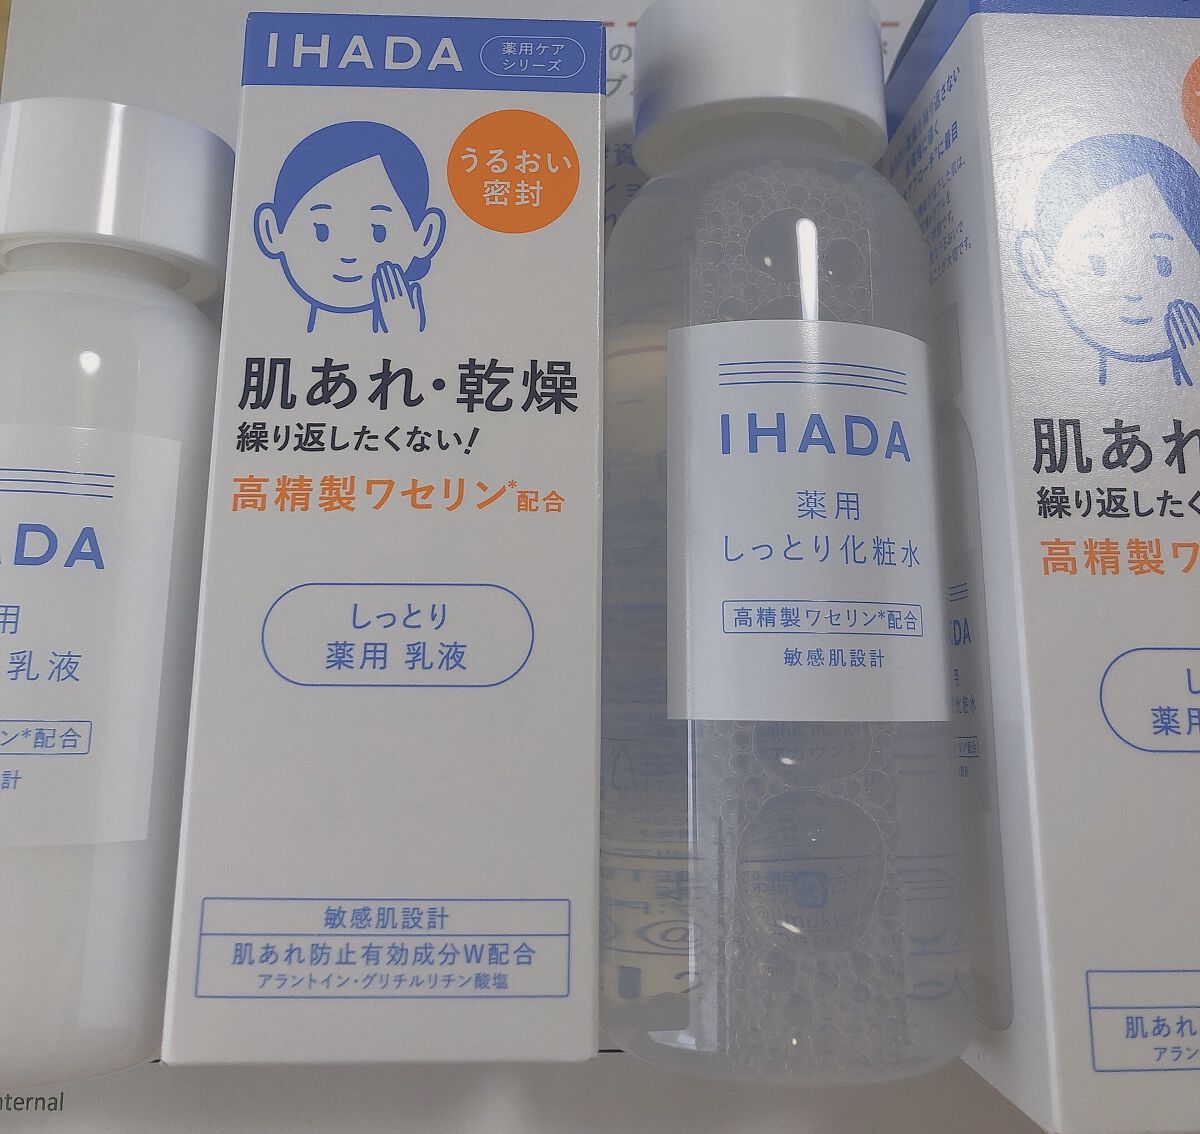 IHADA
薬用ケア
シリーズ
うるおい
密封
肌あれ・乾燥
繰り返したくない!
高精製ワセリン*配合
しっとり
薬用 乳液
敏感肌設計
肌あれ防止有効成分W配合
アラントイン・グリチルリチン酸塩
ADA
用
乳液
ン*配合
計
IHADA
薬用
しっとり化粧水
高精製ワセリン*配合
敏感肌設計
肌あれ
繰り返したく
高精製ワ
し
薬用
肌あれ
アラン
nternal